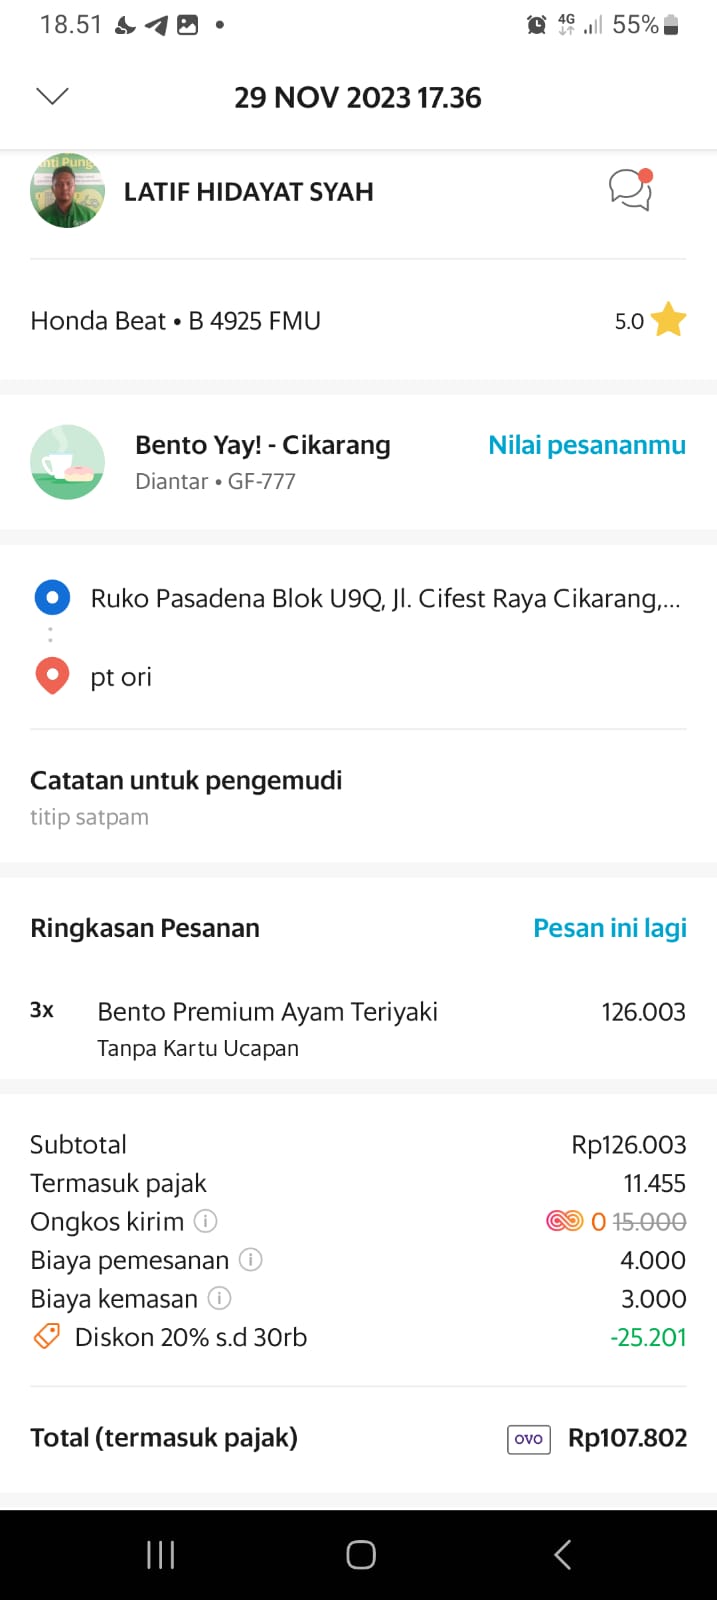 18.51
4G
55%
29 NOV 2023 17.36
nti Pung
LATIF HIDAYAT SYAH
Honda Beat • B 4925 FMU
5.0
Bento Yay! - Cikarang
Nilai pesananmu
Diantar • GF-777
Ruko Pasadena Blok U9Q, Jl. Cifest Raya Cikarang,...
pt ori
Catatan untuk pengemudi
titip satpam
Ringkasan Pesanan
Pesan ini lagi
3x Bento Premium Ayam Teriyaki 126.003
Tanpa Kartu Ucapan
Subtotal Rp126.003
Termasuk pajak 11.455
Ongkos kirim 0 15.000
Biaya pemesanan 4.000
Biaya kemasan 3.000
Diskon 20% s.d 30rb -25.201
Total (termasuk pajak) OVO Rp107.802